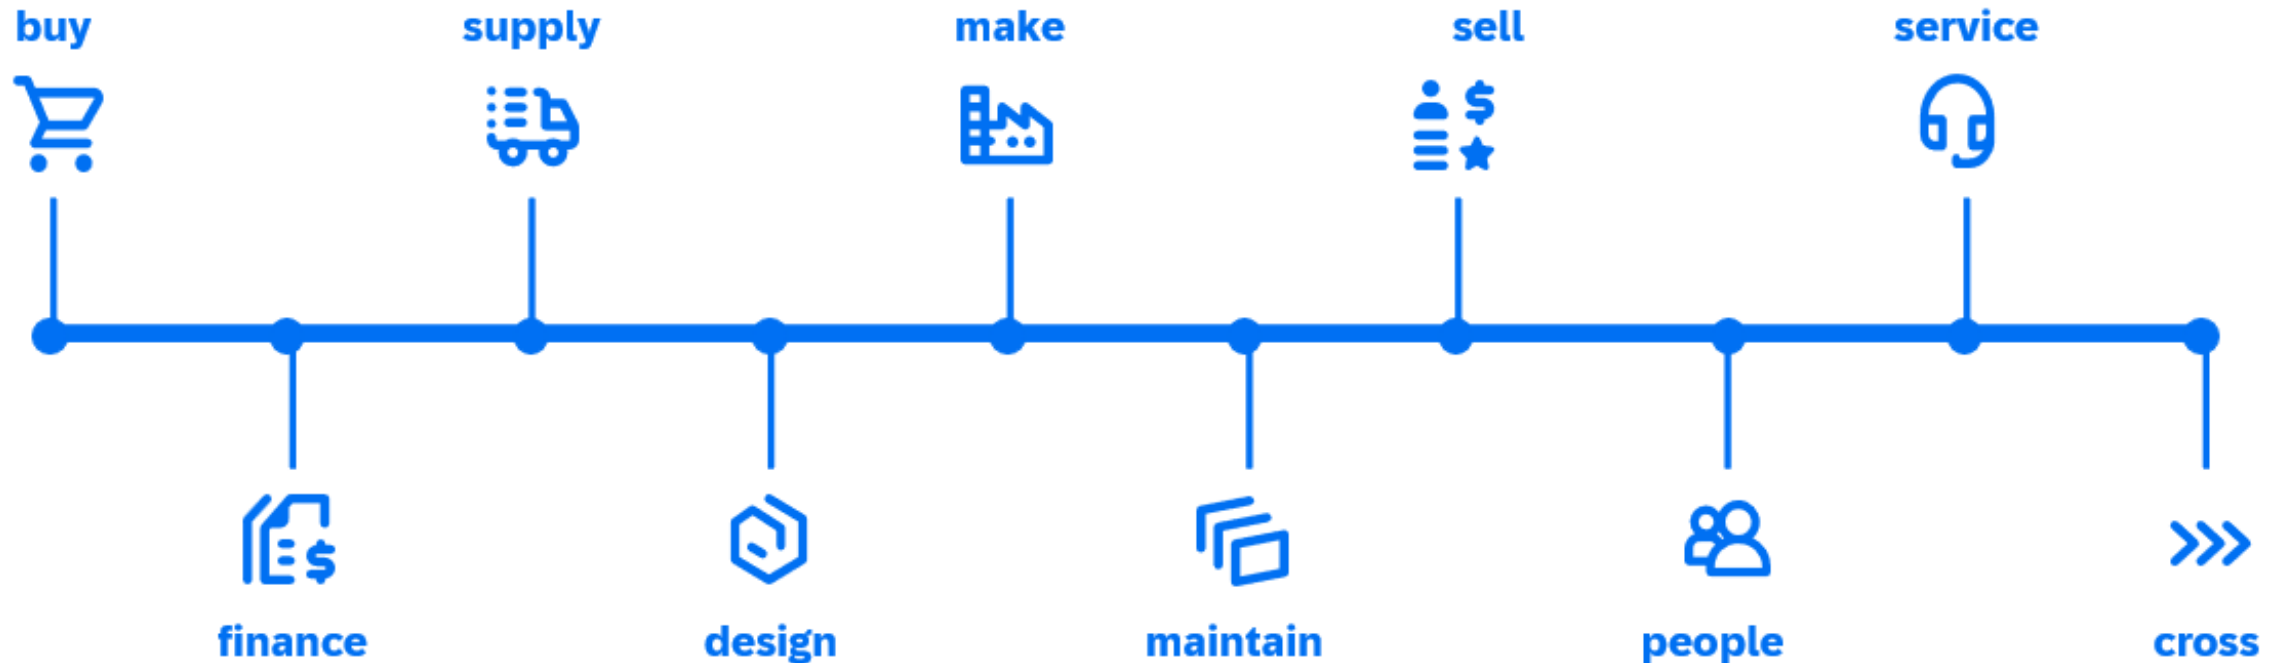 buy
supply
make
sell
service
finance
design
maintain
people
cross